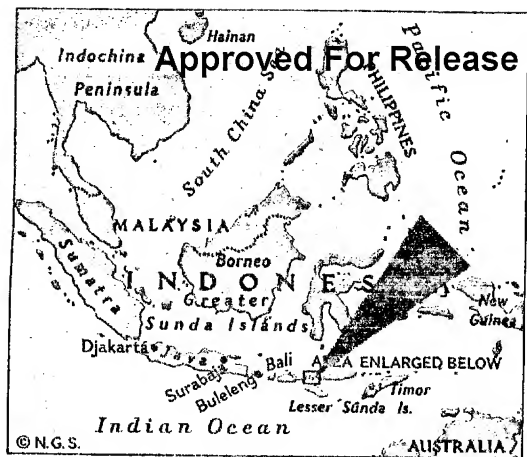 Hainan
Indochina
Peninsula
Approved For Release
South China Sea
PHILIPPINES
Pacific Ocean
MALAYSIA
Sumatra
Borneo
INDONES
Greater
Sunda Islands
New
Guinea
Djakarta
Java
Surabaja
Buleleng
Bali
AREA ENLARGED BELOW
Timor
Lesser Sunda Is.
Indian Ocean
© N.G.S.
AUSTRALIA